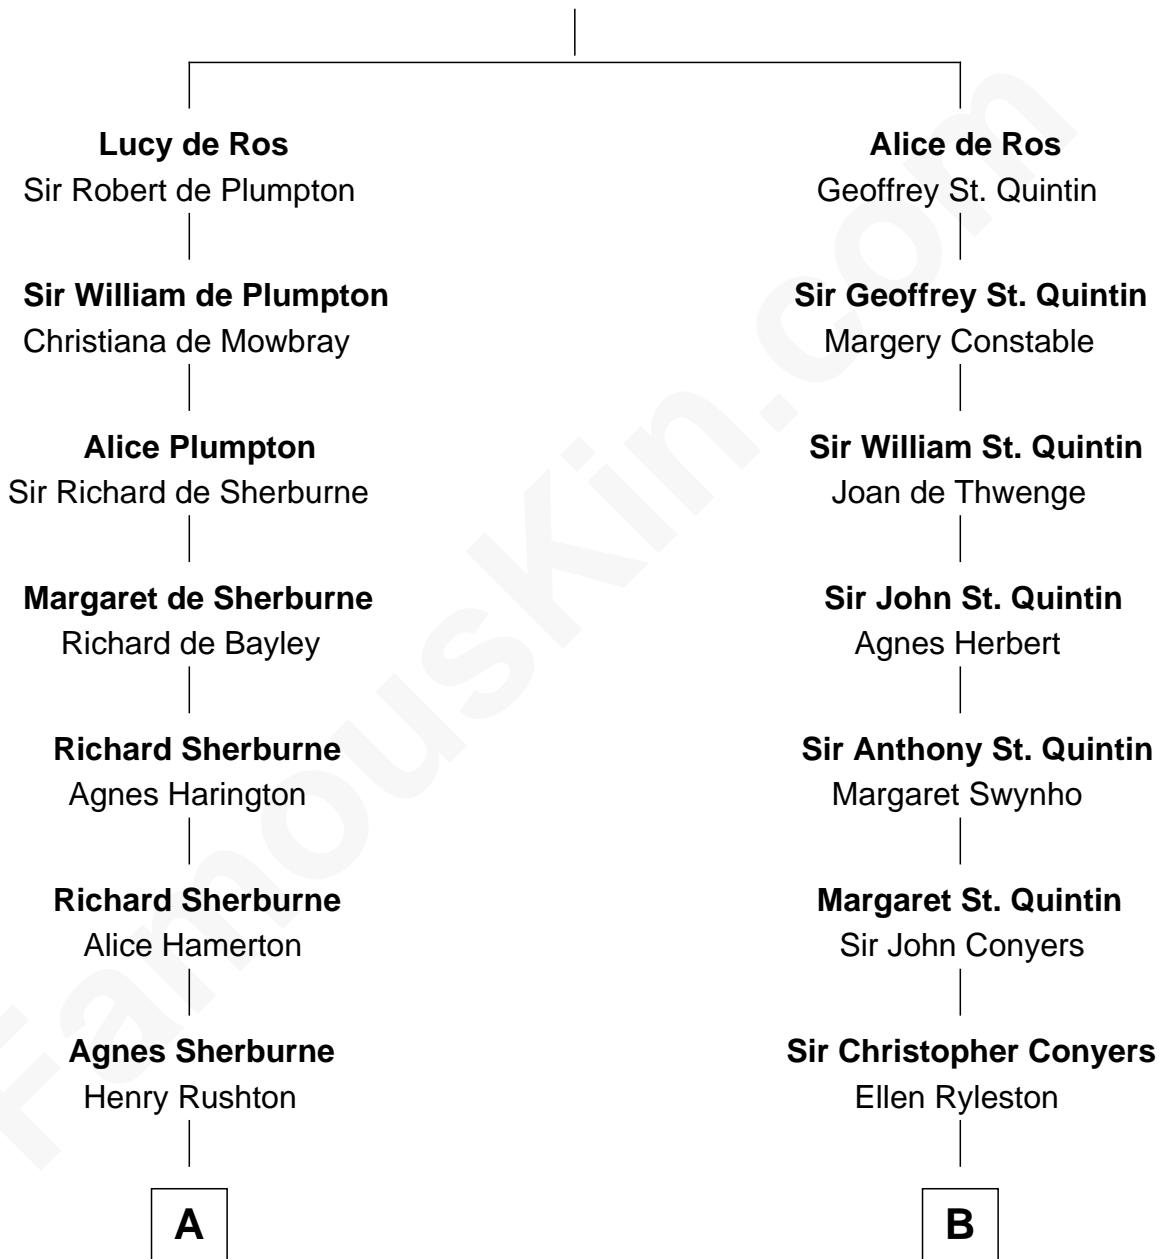 Lucy de Ros
Sir Robert de Plumpton
Alice de Ros
Geoffrey St. Quintin
Sir William de Plumpton
Christiana de Mowbray
Sir Geoffrey St. Quintin
Margery Constable
Alice Plumpton
Sir Richard de Sherburne
Sir William St. Quintin
Joan de Thwenge
Margaret de Sherburne
Richard de Bayley
Sir John St. Quintin
Agnes Herbert
Richard Sherburne
Agnes Harington
Sir Anthony St. Quintin
Margaret Swynho
Richard Sherburne
Alice Hamerton
Margaret St. Quintin
Sir John Conyers
Agnes Sherburne
Henry Rushton
Sir Christopher Conyers
Ellen Ryleston
A
B
FamousKin.com